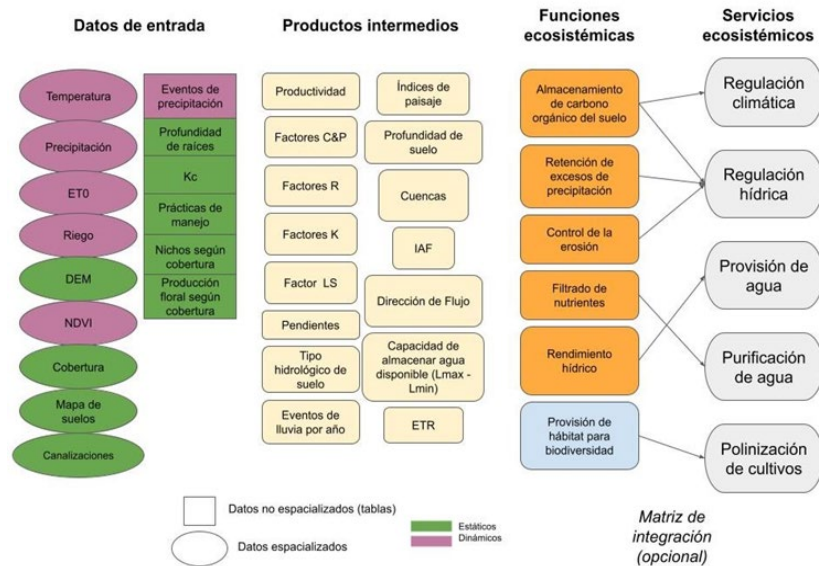 Datos de entrada
Productos intermedios
Funciones
ecosistémicas
Servicios
ecosistémicos
Temperatura
Precipitación
ET0
Riego
DEM
NDVI
Cobertura
Mapa de
suelos
Canalizaciones
Eventos de
precipitación
Profundidad
de raíces
Kc
Prácticas de
manejo
Nichos según
cobertura
Producción
floral según
cobertura
Productividad
Factores C&P
Factores R
Factores K
Factor LS
Pendientes
Tipo
hidrológico de
suelo
Eventos de
lluvia por año
Índices de
paisaje
Profundidad de
suelo
Cuencas
IAF
Dirección de Flujo
Capacidad de
almacenar agua
disponible (Lmax -
Lmin)
ETR
Almacenamiento
de carbono
orgánico del suelo
Retención de
excesos de
precipitación
Control de la
erosión
Filtrado de
nutrientes
Rendimiento
hídrico
Provisión de
hábitat para
biodiversidad
Regulación
climática
Regulación
hídrica
Provisión de
agua
Purificación
de agua
Polinización
de cultivos
Datos no espacializados (tablas)
Datos espacializados
Estáticos
Dinámicos
Matriz de
integración
(opcional)